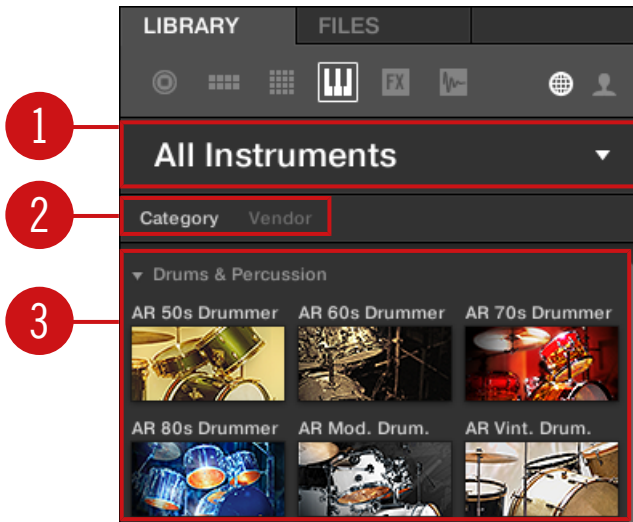 LIBRARY FILES
FX
1 All Instruments
2 Category Vendor
Drums & Percussion
3 AR 50s Drummer AR 60s Drummer AR 70s Drummer
AR 80s Drummer AR Mod. Drum. AR Vint. Drum.